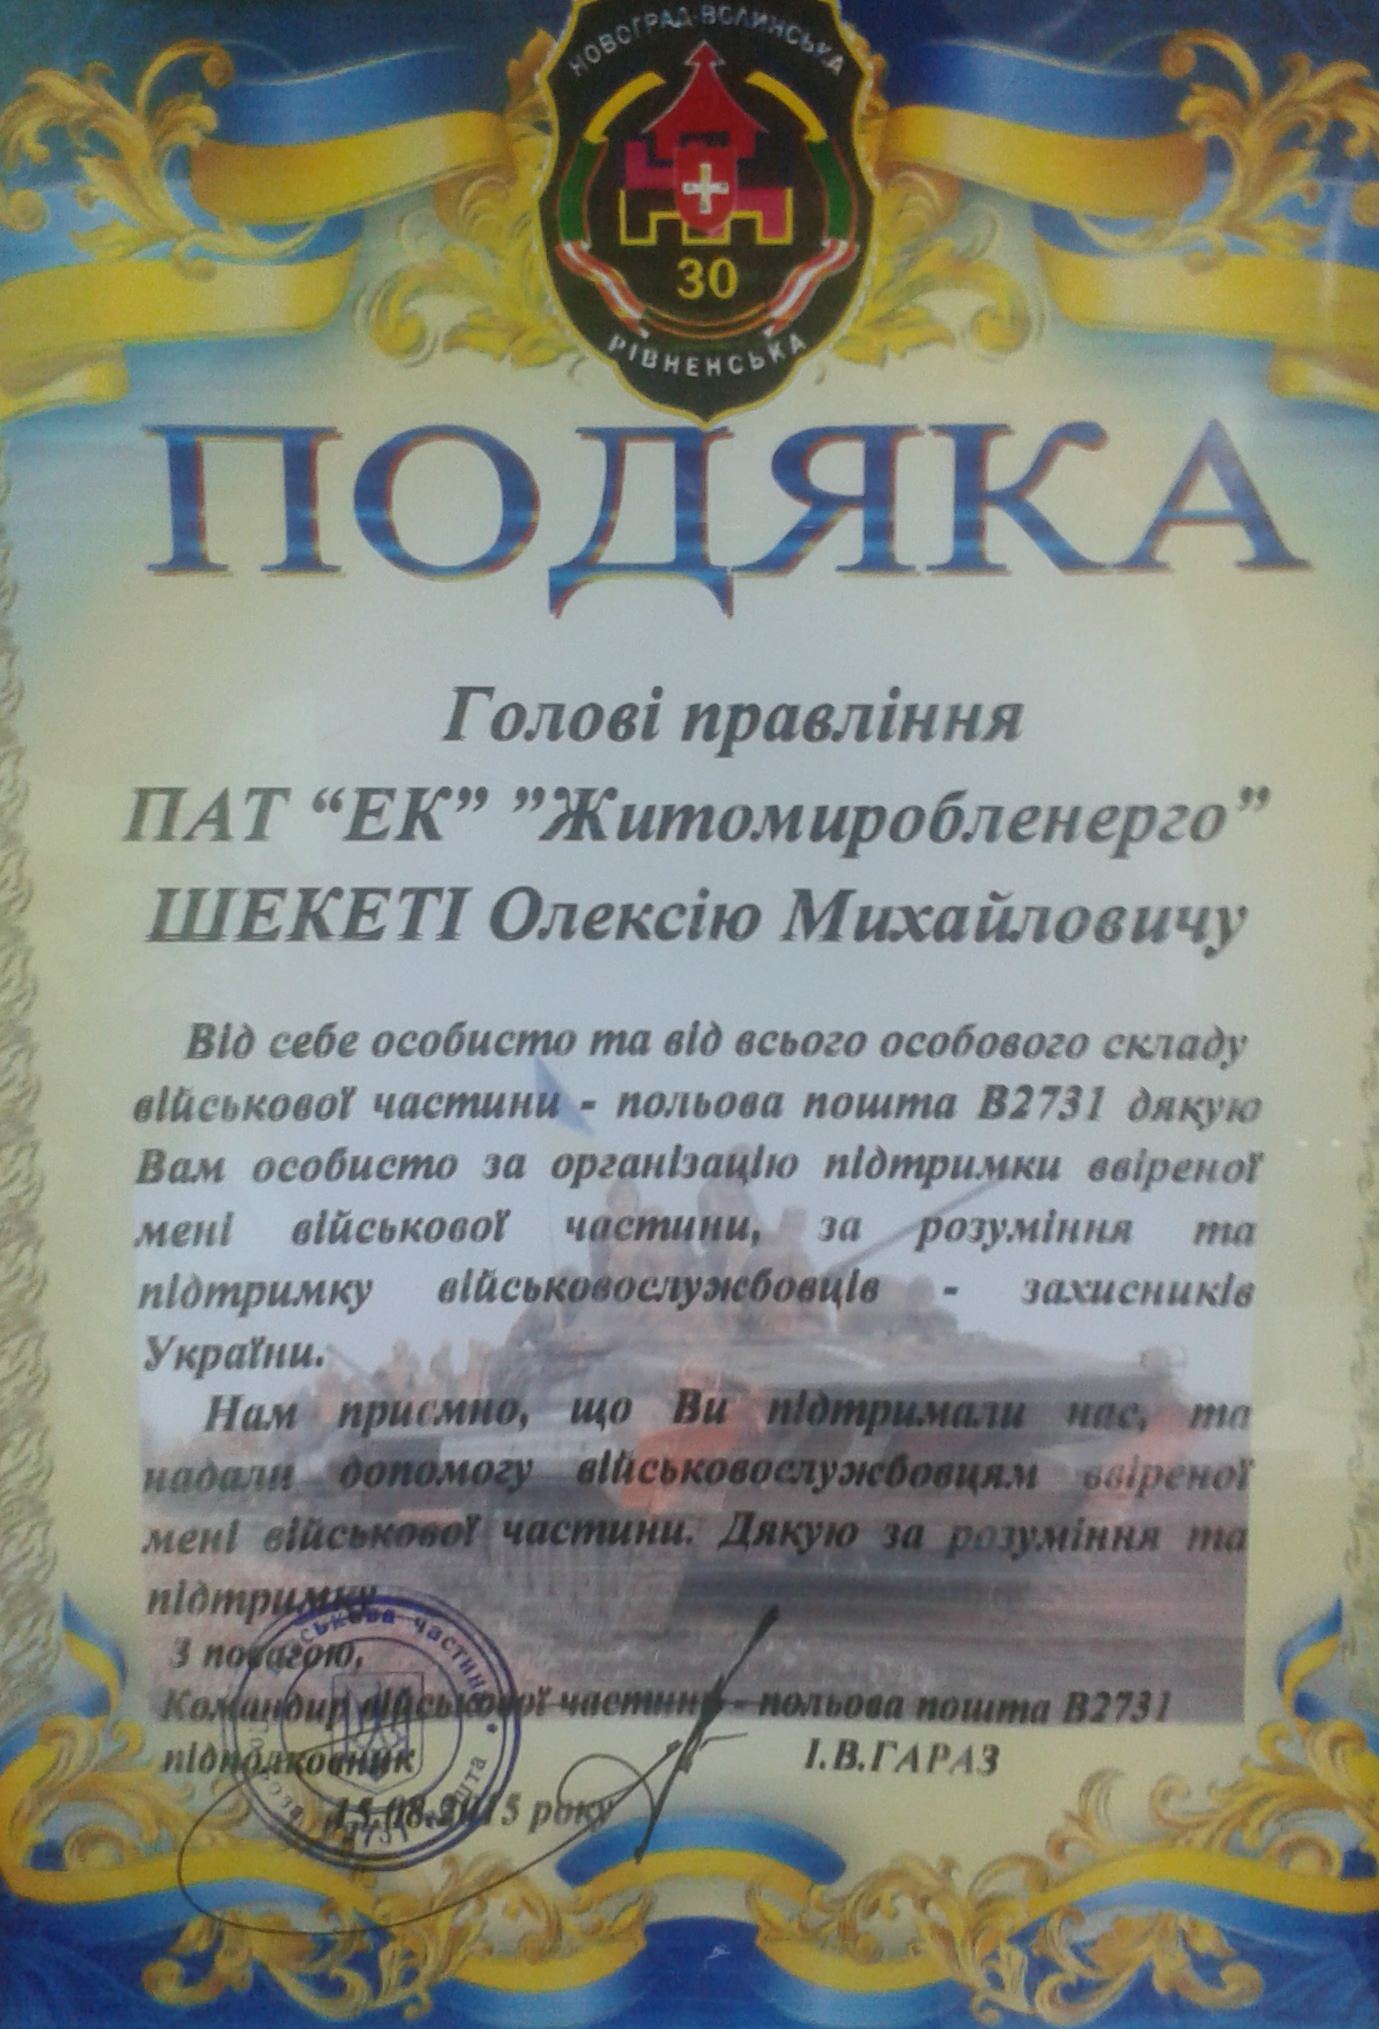 НОВОГРАД-ВОЛИНСЬКА
30
РІВНЕНСЬКА
ПОДЯКА
Голові правління
ПАТ “ЕК” ”Житомиробленерго”
ШЕКЕТІ Олексію Михайловичу
Від себе особисто та від всього особового складу
військової частини - польова пошта В2731 дякую
Вам особисто за організацію підтримки ввіреної
мені військової частини, за розуміння та
підтримку військовослужбовців - захисників
України.
Нам приємно, що Ви підтримали нас, та
надали допомогу військовослужбовцям ввіреної
мені військової частини. Дякую за розуміння та
підтримку
З повагою,
Командир військової частини - польова пошта В2731
підполковник І.В.ГАРАЗ
15.08.2015 року